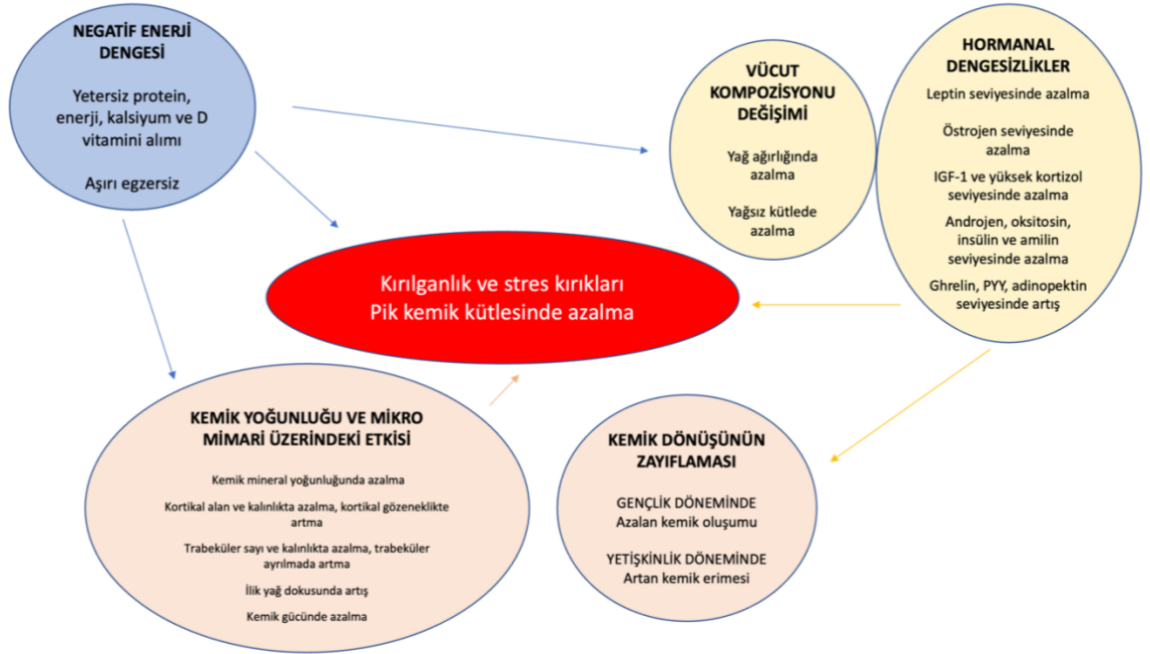 NEGATİF ENERJİ
DENGESİ
Yetersiz protein,
enerji, kalsiyum ve D
vitamini alımı
Aşırı egzersiz
VÜCUT
KOMPOZİSYONU
DEĞİŞİMİ
Yağ ağırlığında
azalma
Yağsız kütlede
azalma
HORMANAL
DENGESİZLİKLER
Leptin seviyesinde azalma
Östrojen seviyesinde
azalma
IGF-1 ve yüksek kortizol
seviyesinde azalma
Androjen, oksitosin,
insülin ve amilin
seviyesinde azalma
Ghrelin, PYY, adinopektin
seviyesinde artış
Kırılganlık ve stres kırıkları
Pik kemik kütlesinde azalma
KEMİK YOĞUNLUĞU VE MİKRO
MİMARİ ÜZERİNDEKİ ETKİSİ
Kemik mineral yoğunluğunda azalma
Kortikal alan ve kalınlıkta azalma, kortikal gözeneklikte
artma
Trabeküler sayı ve kalınlıkta azalma, trabeküler
ayrılmada artma
İlik yağ dokusunda artış
Kemik gücünde azalma
KEMİK DÖNÜŞÜNÜN
ZAYIFLAMASI
GENÇLİK DÖNEMİNDE
Azalan kemik oluşumu
YETİŞKİNLİK DÖNEMİNDE
Artan kemik erimesi